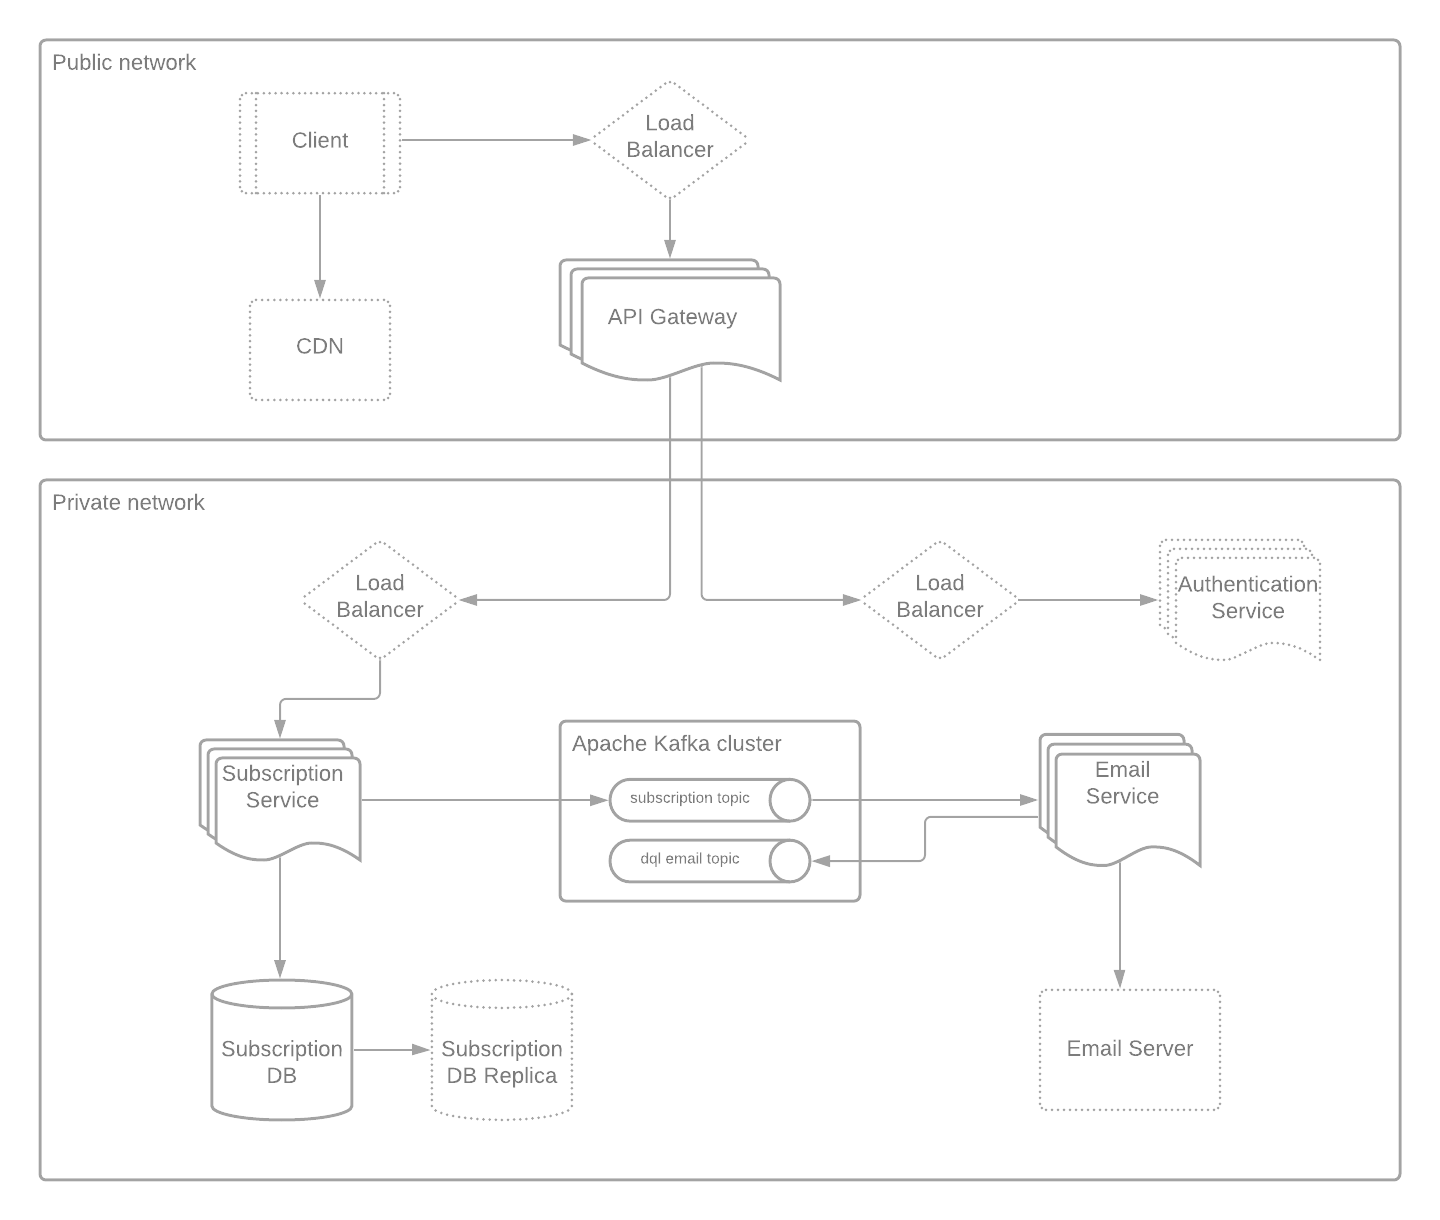 Public network
Client
Load
Balancer
API Gateway
CDN
Private network
Load
Balancer
Load
Balancer
Authentication
Service
Subscription
Service
Apache Kafka cluster
subscription topic
dql email topic
Email
Service
Subscription
DB
Subscription
DB Replica
Email Server